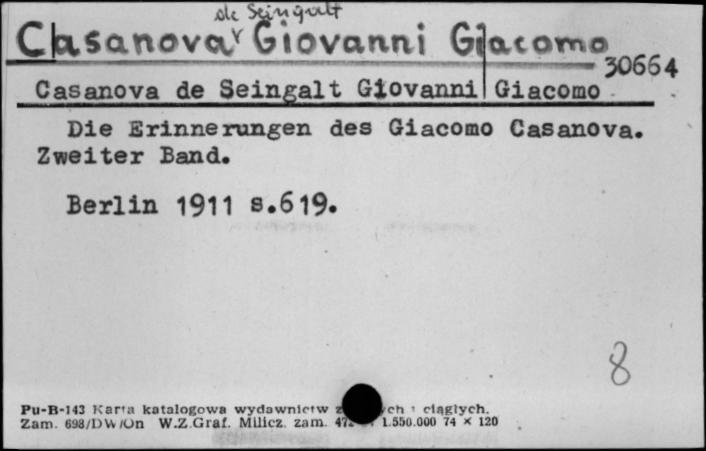 de Seingalt
Casanova Giovanni Giacomo
30664
Casanova de Seingalt Giovanni Giacomo
Die Erinnerungen des Giacomo Casanova.
Zweiter Band.
Berlin 1911 s.619.
8
Pu-B-143 Karta katalogowa wydawnictw ciągłych.
Zam. 698/DW/On W.Z.Graf. Milicz. zam. 1.550.000 74 × 120